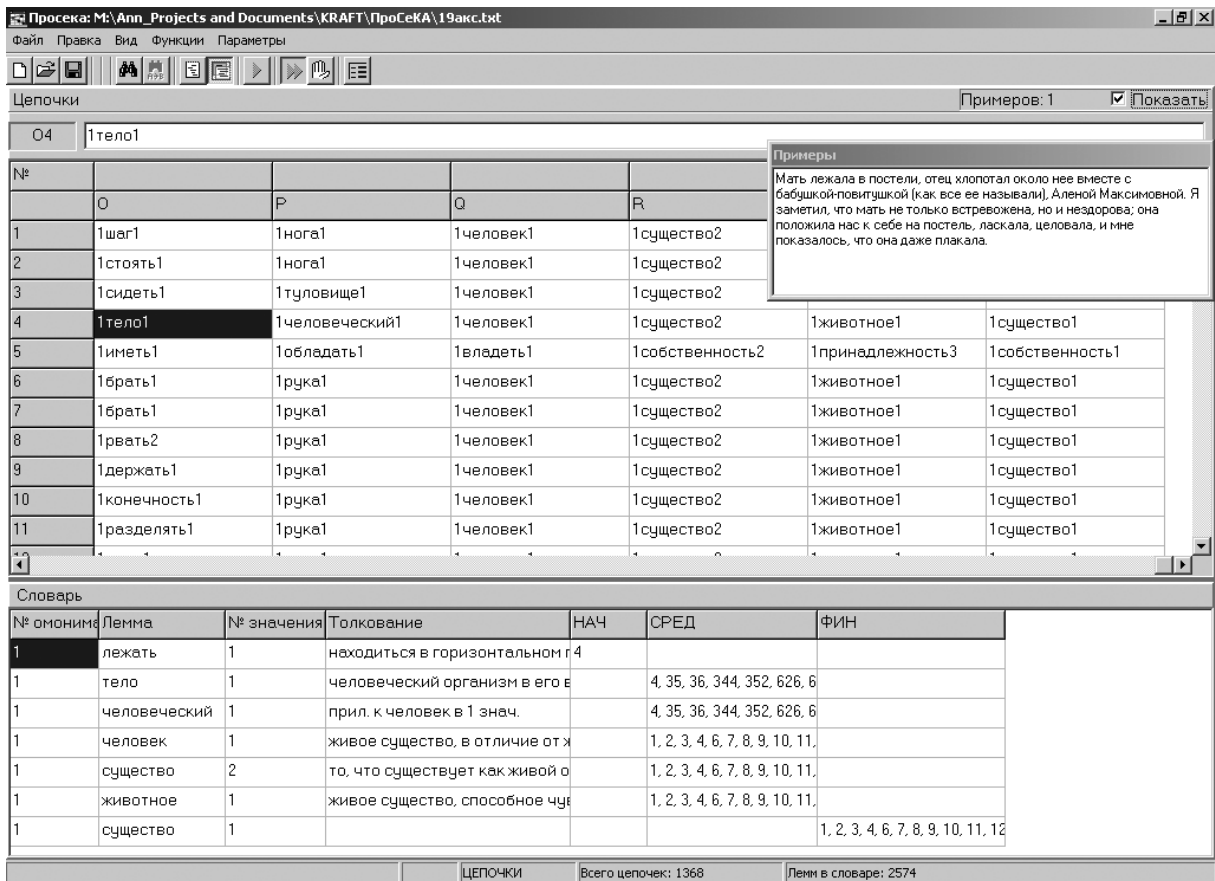 Просека: M:\Ann_Projects and Documents\KRAFT\ПроСеКА\19акс.txt
Файл Правка Вид Функции Параметры
Цепочки Примеров: 1 Показать
O4 1тело1
Примеры
Мать лежала в постели, отец хлопотал около нее вместе с
бабушкой-повитушкой (как все ее называли), Аленой Максимовной. Я
заметил, что мать не только встревожена, но и нездорова; она
положила нас к себе на постель, ласкала, целовала, и мне
показалось, что она даже плакала.
№
O P Q R
1 1шаг1 1нога1 1человек1 1существо2
2 1стоять1 1нога1 1человек1 1существо2
3 1сидеть1 1туловище1 1человек1 1существо2
4 1тело1 1человеческий1 1человек1 1существо2 1животное1 1существо1
5 1иметь1 1обладать1 1владеть1 1собственность2 1принадлежность3 1собственность1
6 1брать1 1рука1 1человек1 1существо2 1животное1 1существо1
7 1брать1 1рука1 1человек1 1существо2 1животное1 1существо1
8 1рвать2 1рука1 1человек1 1существо2 1животное1 1существо1
9 1держать1 1рука1 1человек1 1существо2 1животное1 1существо1
10 1конечность1 1рука1 1человек1 1существо2 1животное1 1существо1
11 1разделять1 1рука1 1человек1 1существо2 1животное1 1существо1
Словарь
№ омонима Лемма № значения Толкование НАЧ СРЕД ФИН
1 лежать 1 находиться в горизонтальном 4
1 тело 1 человеческий организм в его 4, 35, 36, 344, 352, 626, 6
1 человеческий 1 прил. к человек в 1 знач. 4, 35, 36, 344, 352, 626, 6
1 человек 1 живое существо, в отличие от 1, 2, 3, 4, 6, 7, 8, 9, 10, 11,
1 существо 2 то, что существует как живой 1, 2, 3, 4, 6, 7, 8, 9, 10, 11,
1 животное 1 живое существо, способное 1, 2, 3, 4, 6, 7, 8, 9, 10, 11,
1 существо 1 1, 2, 3, 4, 6, 7, 8, 9, 10, 11, 12
ЦЕПОЧКИ Всего цепочек: 1368 Лемм в словаре: 2574